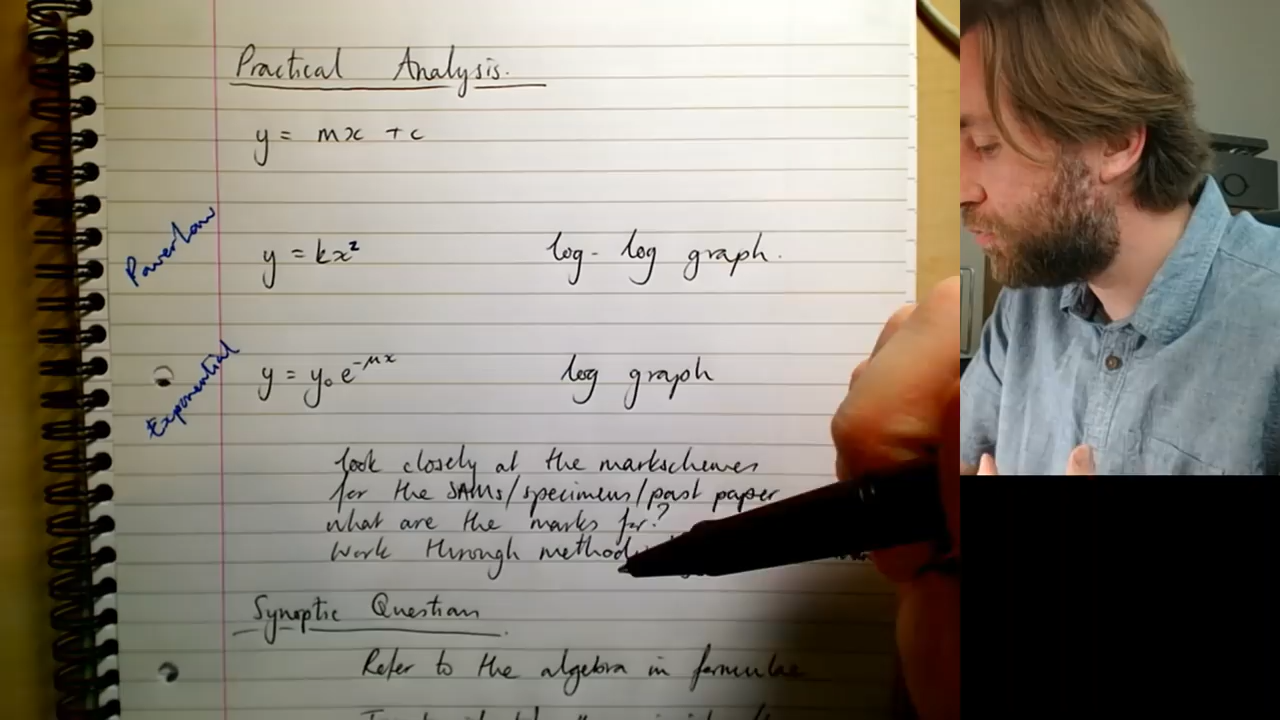 Practical Analysis.
y = mx + c
Power Law
y = kx²
log - log graph.
Exponential
y = y₀e^(-μx)
log graph
look closely at the markschemes
for the SAMs/specimens/past paper
what are the marks for?
Work through method
Synoptic Question
Refer to the algebra in formulae